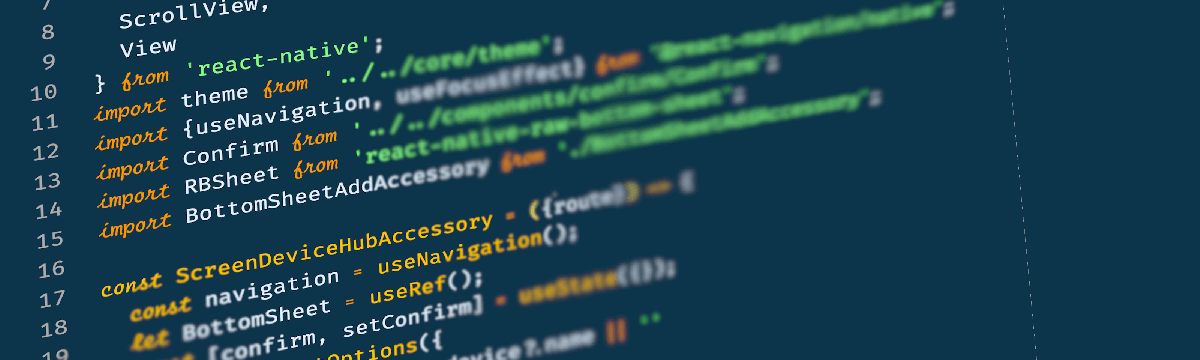 7
8 ScrollView,
9 View
10 } from 'react-native';
11 import theme from '../../core/theme';
12 import {useNavigation, useFocusEffect} from '@react-navigation/native';
13 import Confirm from '../../components/confirm/Confirm';
14 import RBSheet from 'react-native-raw-bottom-sheet';
15 import BottomSheetAddAccessory from './BottomSheetAddAccessory';
16
17 const ScreenDeviceHubAccessory = ({route}) => {
18 const navigation = useNavigation();
19 let BottomSheet = useRef();
[confirm, setConfirm] = useState({});
Options({
device?.name || ''